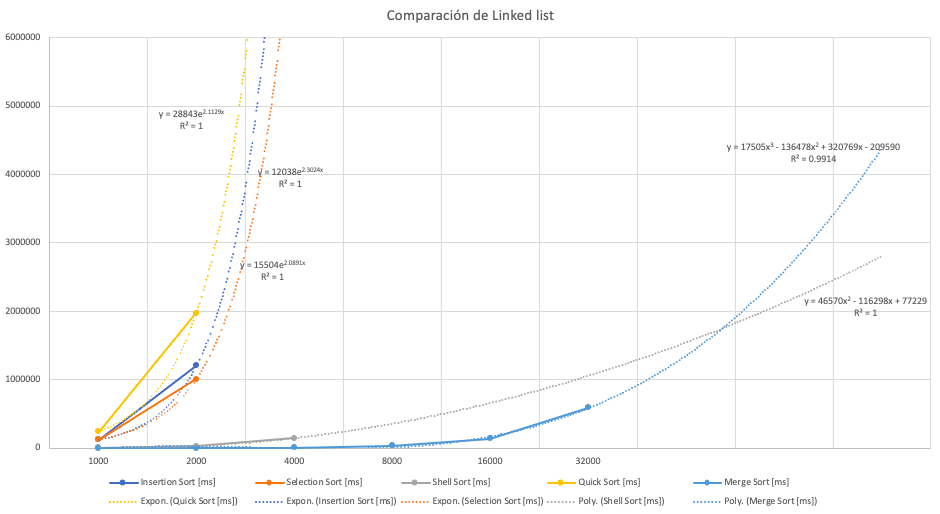 Comparación de Linked list
6000000
5000000
4000000
3000000
2000000
1000000
0
y = 28843e^2.1129x
R² = 1
y = 12038e^2.3024x
R² = 1
y = 15504e^2.0891x
R² = 1
y = 17505x³ - 136478x² + 320769x - 209590
R² = 0.9914
y = 46570x² - 116298x + 77229
R² = 1
1000 2000 4000 8000 16000 32000
Insertion Sort [ms] Selection Sort [ms] Shell Sort [ms] Quick Sort [ms] Merge Sort [ms]
Expon. (Quick Sort [ms]) Expon. (Insertion Sort [ms]) Expon. (Selection Sort [ms]) Poly. (Shell Sort [ms]) Poly. (Merge Sort [ms])